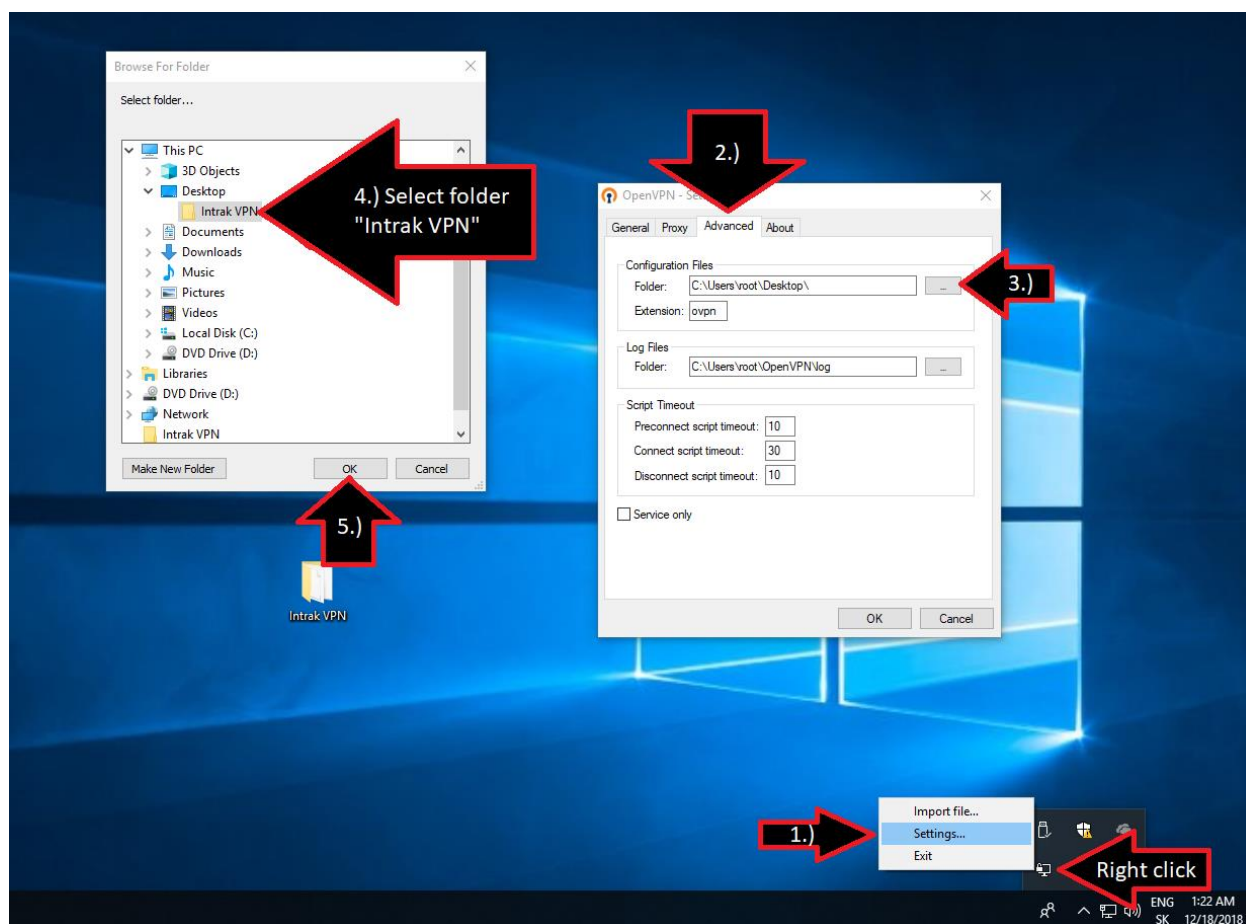 Browse For Folder
Select folder...
This PC
3D Objects
Desktop
Intrak VPN
Documents
Downloads
Music
Pictures
Videos
Local Disk (C:)
DVD Drive (D:)
Libraries
DVD Drive (D:)
Network
Intrak VPN
Make New Folder
OK
Cancel
4.) Select folder
"Intrak VPN"
5.)
Intrak VPN
2.)
OpenVPN -
General Proxy Advanced About
Configuration Files
Folder: C:\Users\root\Desktop\ ...
3.)
Extension: ovpn
Log Files
Folder: C:\Users\root\OpenVPN\log ...
Script Timeout
Preconnect script timeout: 10
Connect script timeout: 30
Disconnect script timeout: 10
Service only
OK
Cancel
1.)
Import file...
Settings...
Exit
Right click
ENG 1:22 AM
SK 12/18/2018